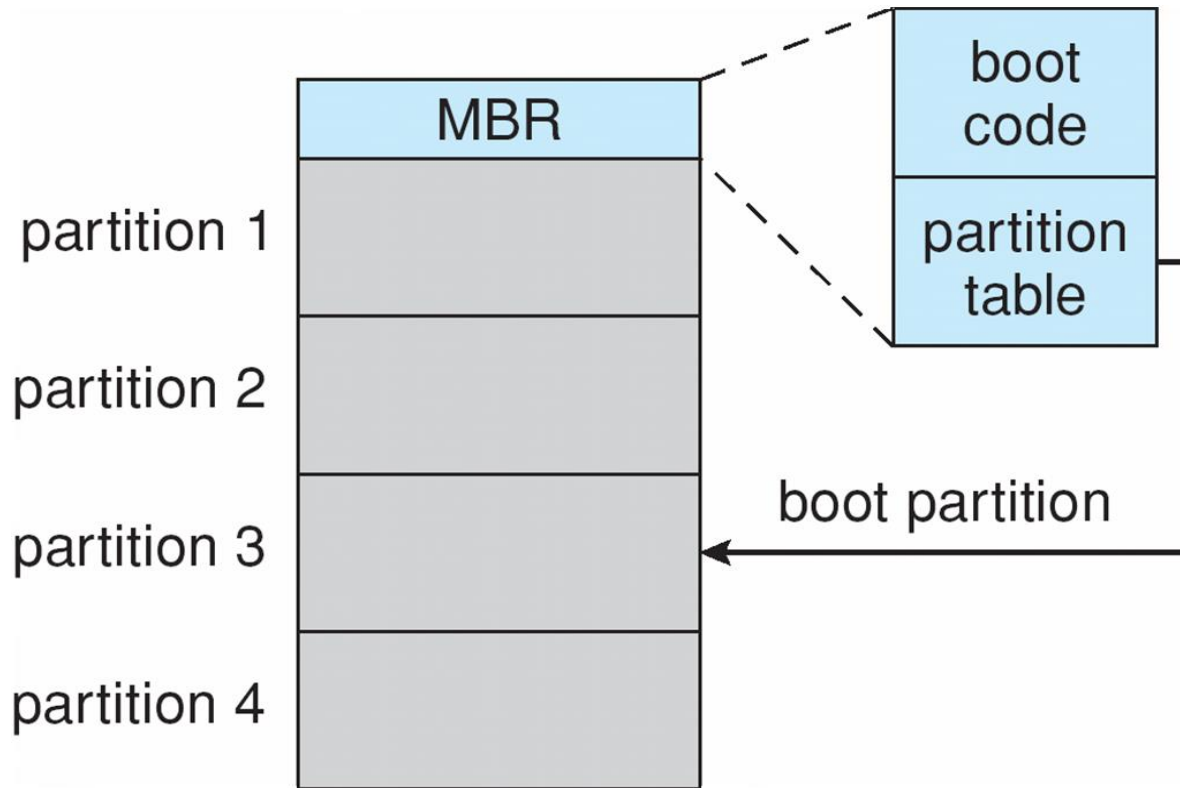 MBR
boot
code
partition
table
partition 1
partition 2
boot partition
partition 3
partition 4